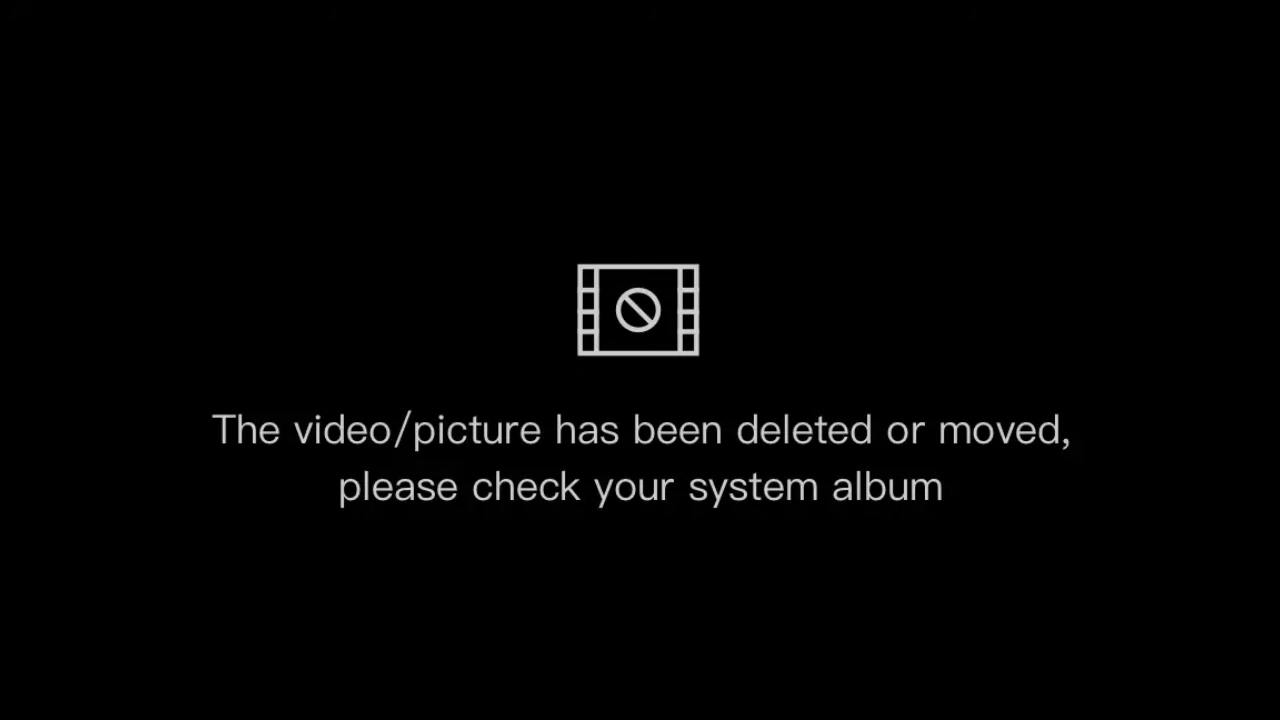 The video/picture has been deleted or moved,
please check your system album